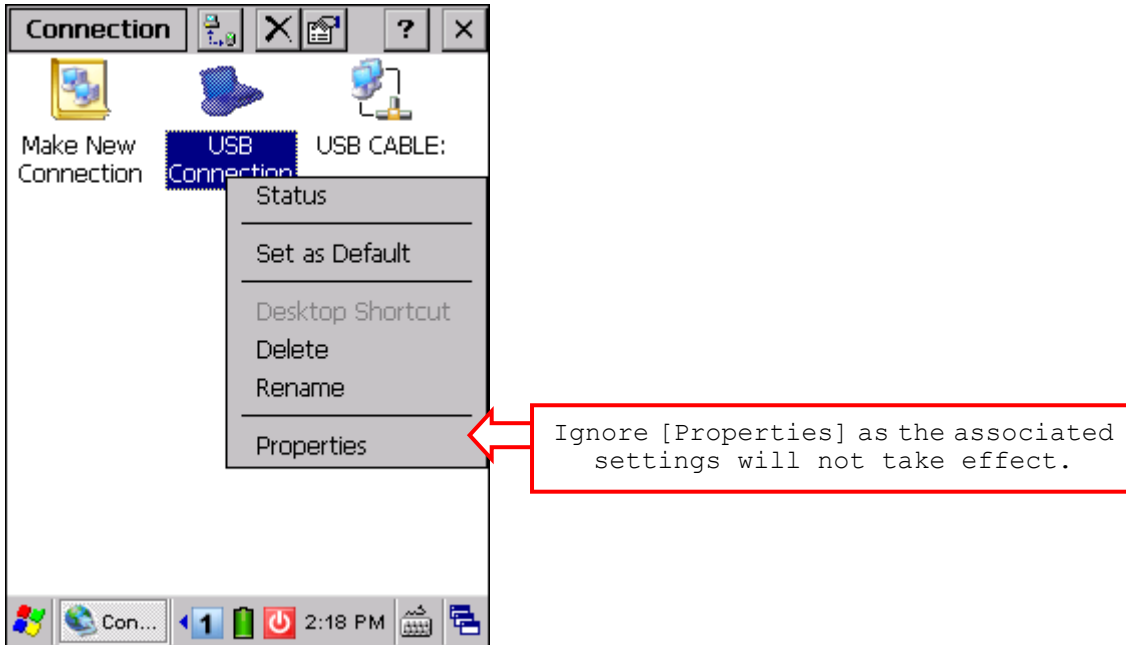 Connection ? ×
Make New
Connection
USB
Connection
USB CABLE:
Status
Set as Default
Desktop Shortcut
Delete
Rename
Properties
Ignore [Properties] as the associated
settings will not take effect.
Con... 1 2:18 PM